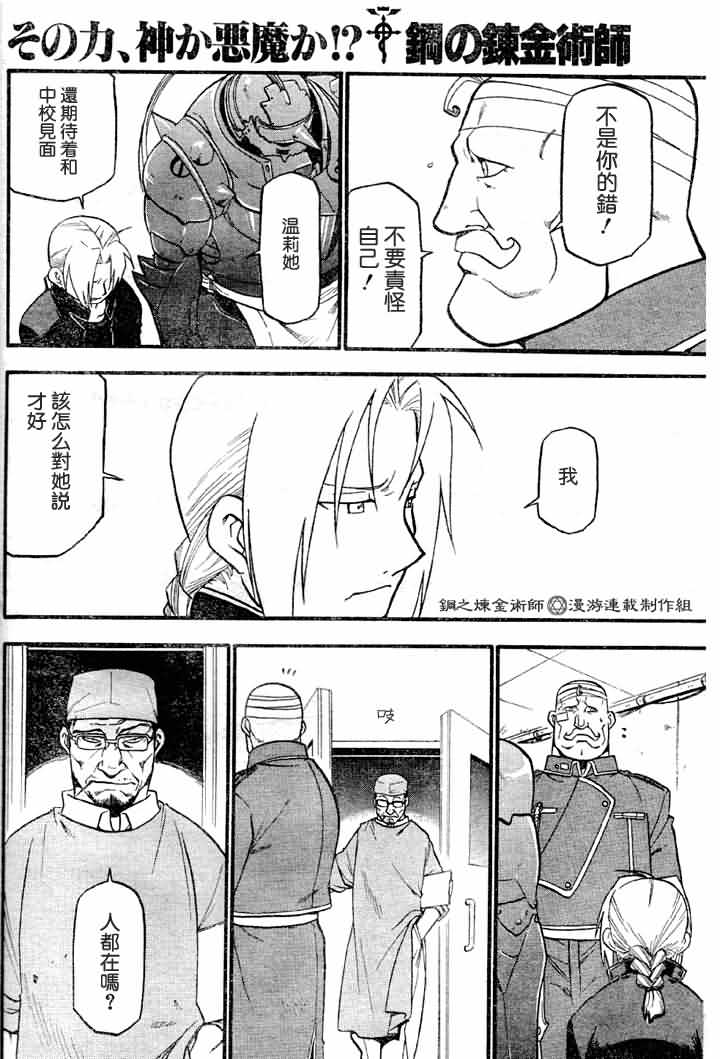 その力、神か悪魔か!? 鋼の錬金術師
不是你的錯！
不要責怪
自己！
溫莉她
還期待着和
中校見面
我
該怎么對她説
才好
鋼之煉金術師 漫游連載制作組
吱
人都在嗎？